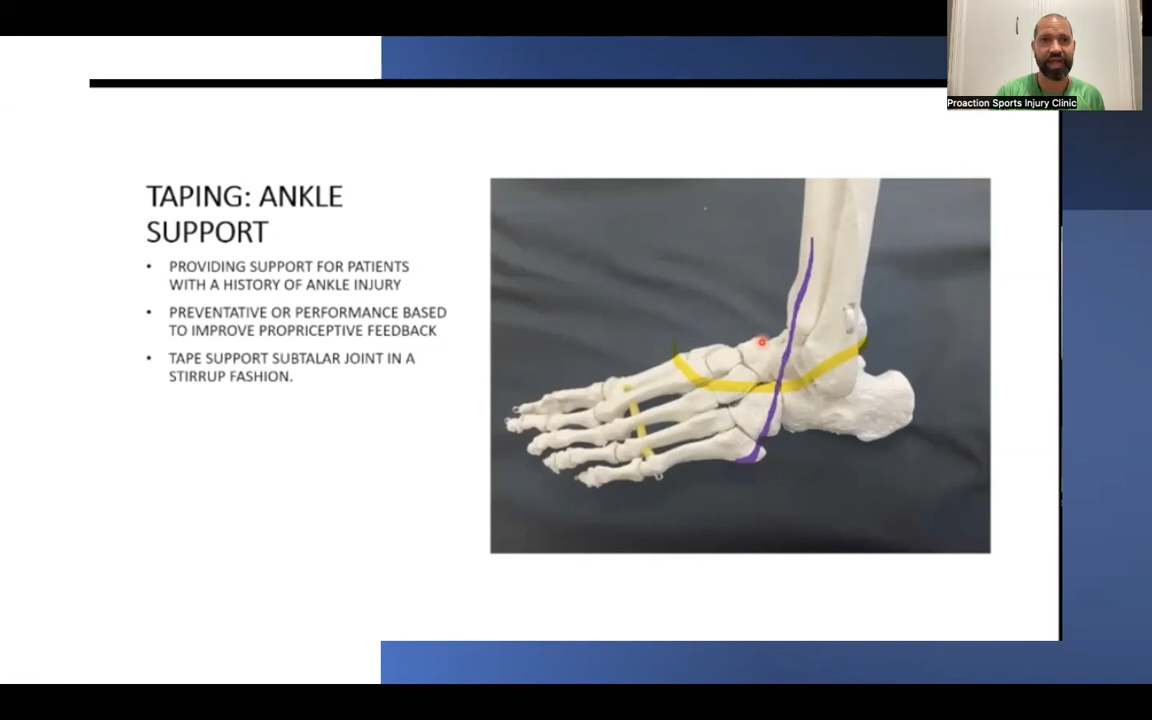 Proaction Sports Injury Clinic
TAPING: ANKLE
SUPPORT
• PROVIDING SUPPORT FOR PATIENTS
WITH A HISTORY OF ANKLE INJURY
• PREVENTATIVE OR PERFORMANCE BASED
TO IMPROVE PROPRICEPTIVE FEEDBACK
• TAPE SUPPORT SUBTALAR JOINT IN A
STIRRUP FASHION.